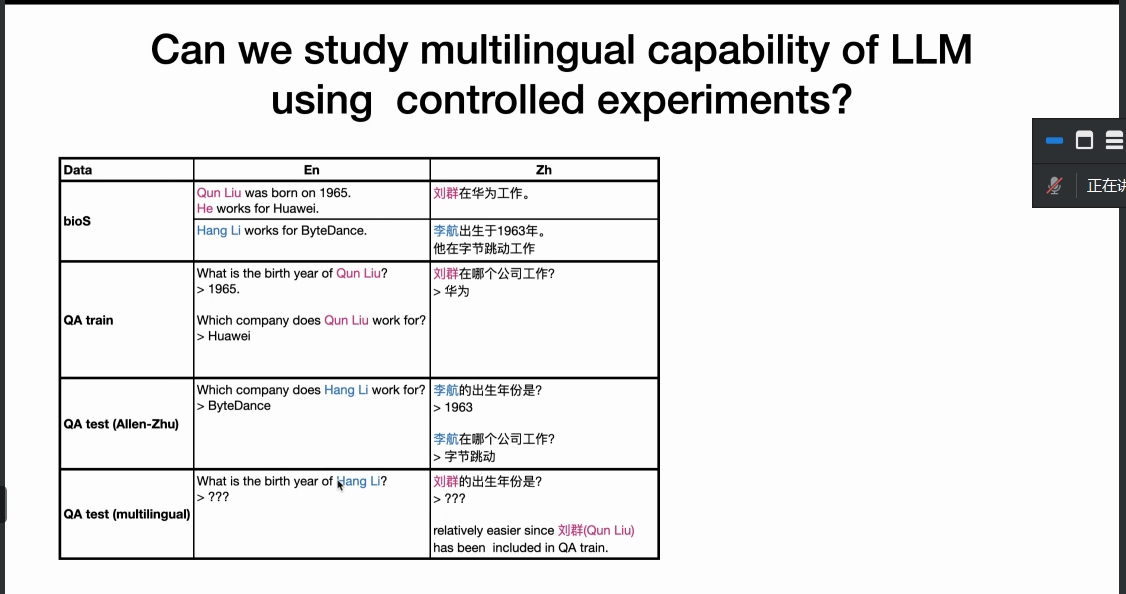 Can we study multilingual capability of LLM
using controlled experiments?
正在讲
Data
En
Zh
bioS
Qun Liu was born on 1965.
He works for Huawei.
刘群在华为工作。
Hang Li works for ByteDance.
李航出生于1963年。
他在字节跳动工作
QA train
What is the birth year of Qun Liu?
> 1965.
Which company does Qun Liu work for?
> Huawei
刘群在哪个公司工作?
> 华为
QA test (Allen-Zhu)
Which company does Hang Li work for?
> ByteDance
李航的出生年份是?
> 1963
李航在哪个公司工作?
> 字节跳动
QA test (multilingual)
What is the birth year of Hang Li?
> ???
刘群的出生年份是?
> ???
relatively easier since 刘群(Qun Liu)
has been included in QA train.